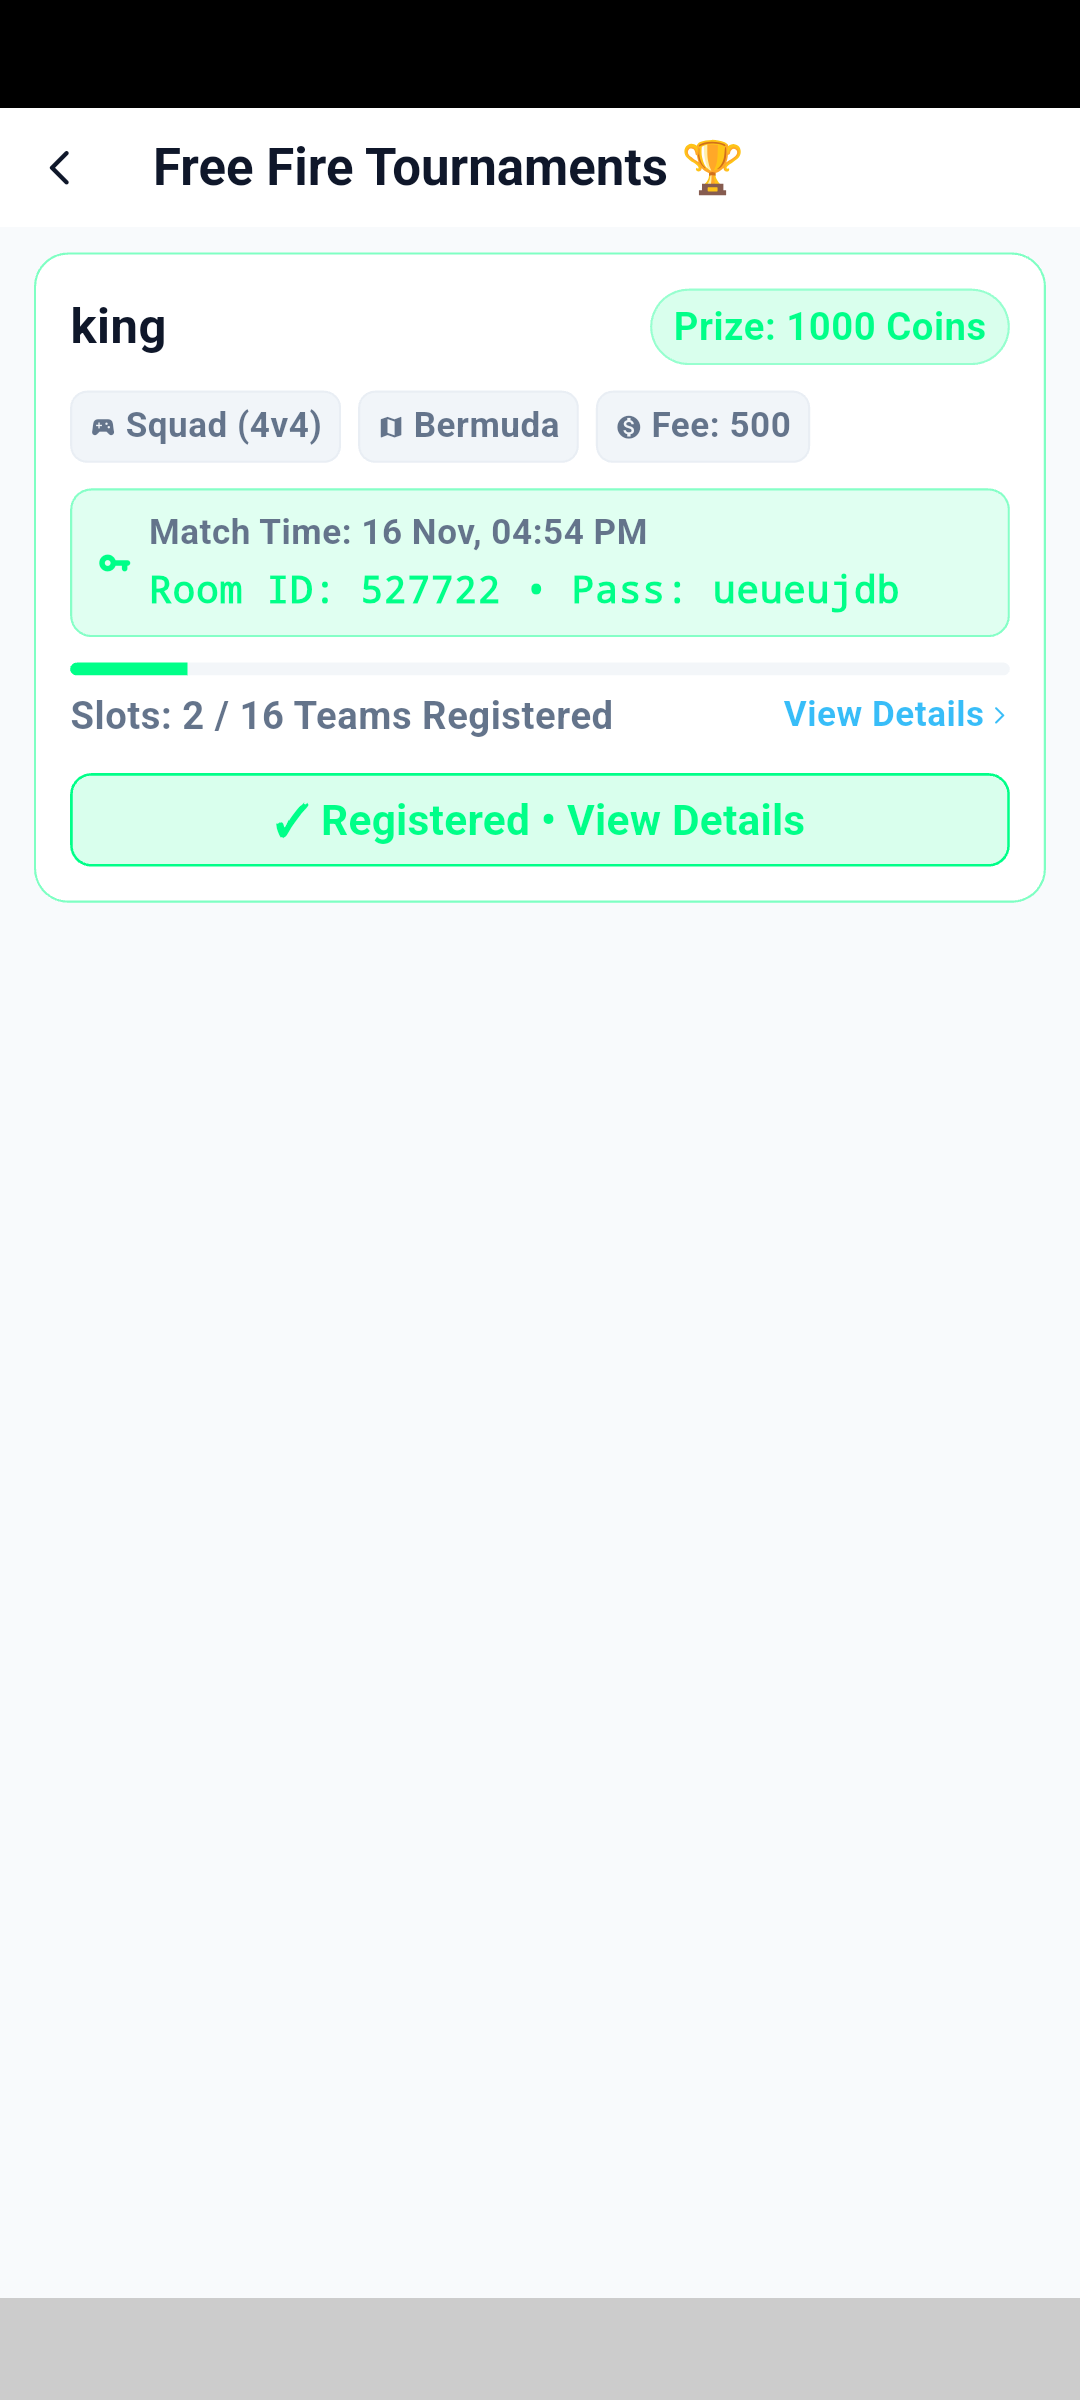 Free Fire Tournaments 🏆
king
Prize: 1000 Coins
Squad (4v4)
Bermuda
Fee: 500
Match Time: 16 Nov, 04:54 PM
Room ID: 527722 • Pass: ueueujdb
Slots: 2 / 16 Teams Registered
View Details
✓ Registered • View Details